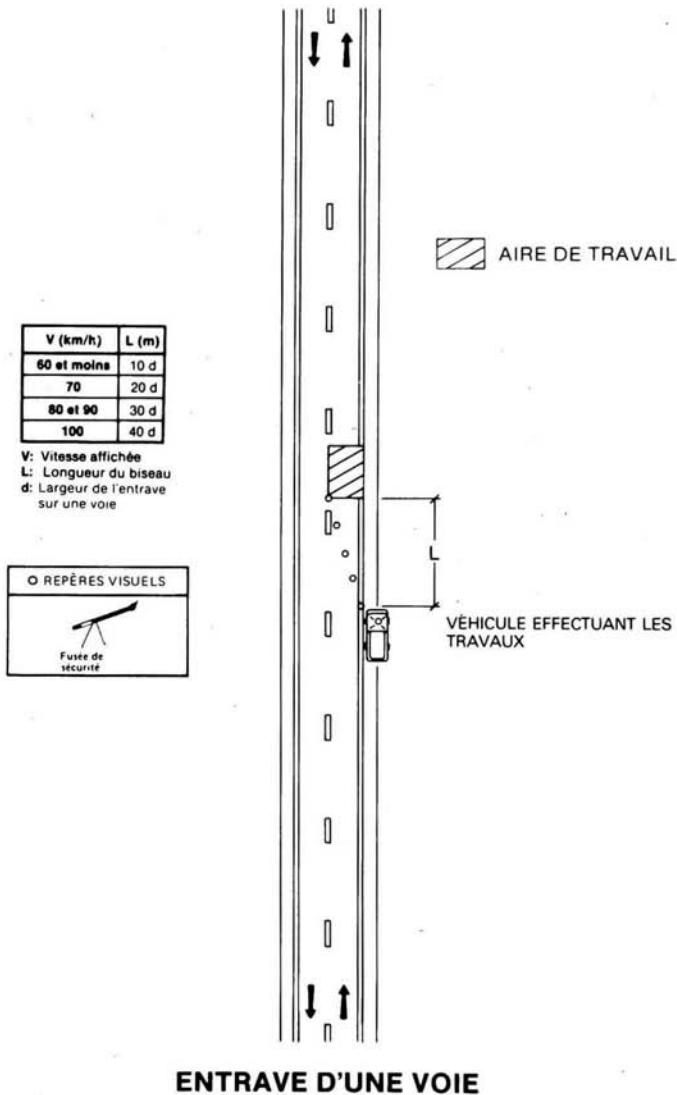 AIRE DE TRAVAIL
V (km/h) L (m)
60 et moins 10 d
70 20 d
80 et 90 30 d
100 40 d
V: Vitesse affichée
L: Longueur du biseau
d: Largeur de l'entrave
sur une voie
O REPÈRES VISUELS
Fusée de
sécurité
L
VÉHICULE EFFECTUANT LES
TRAVAUX
ENTRAVE D'UNE VOIE